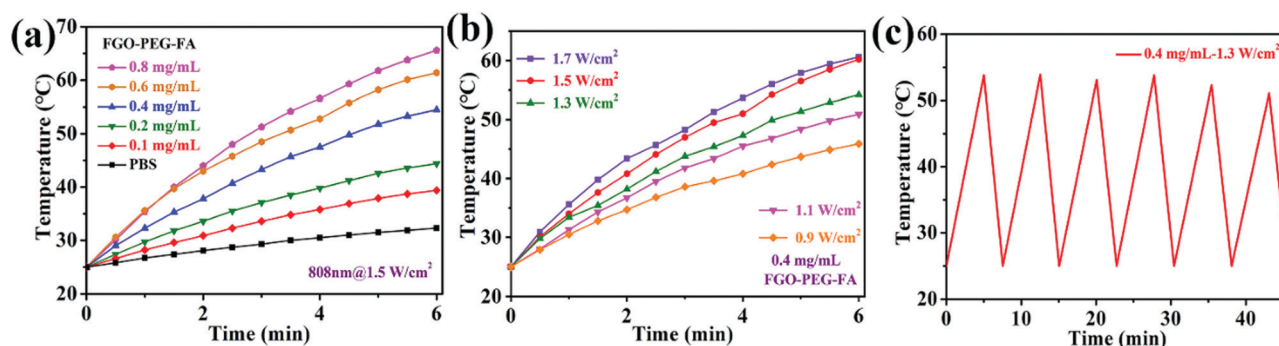 (a)
FGO-PEG-FA
0.8 mg/mL
0.6 mg/mL
0.4 mg/mL
0.2 mg/mL
0.1 mg/mL
PBS
808nm@1.5 W/cm²
Temperature (℃)
70
60
50
40
30
20
0 2 4 6
Time (min)
(b)
1.7 W/cm²
1.5 W/cm²
1.3 W/cm²
1.1 W/cm²
0.9 W/cm²
0.4 mg/mL
FGO-PEG-FA
Temperature (℃)
60
50
40
30
20
0 2 4 6
Time (min)
(c)
0.4 mg/mL-1.3 W/cm²
Temperature (℃)
60
50
40
30
20
0 10 20 30 40
Time (min)